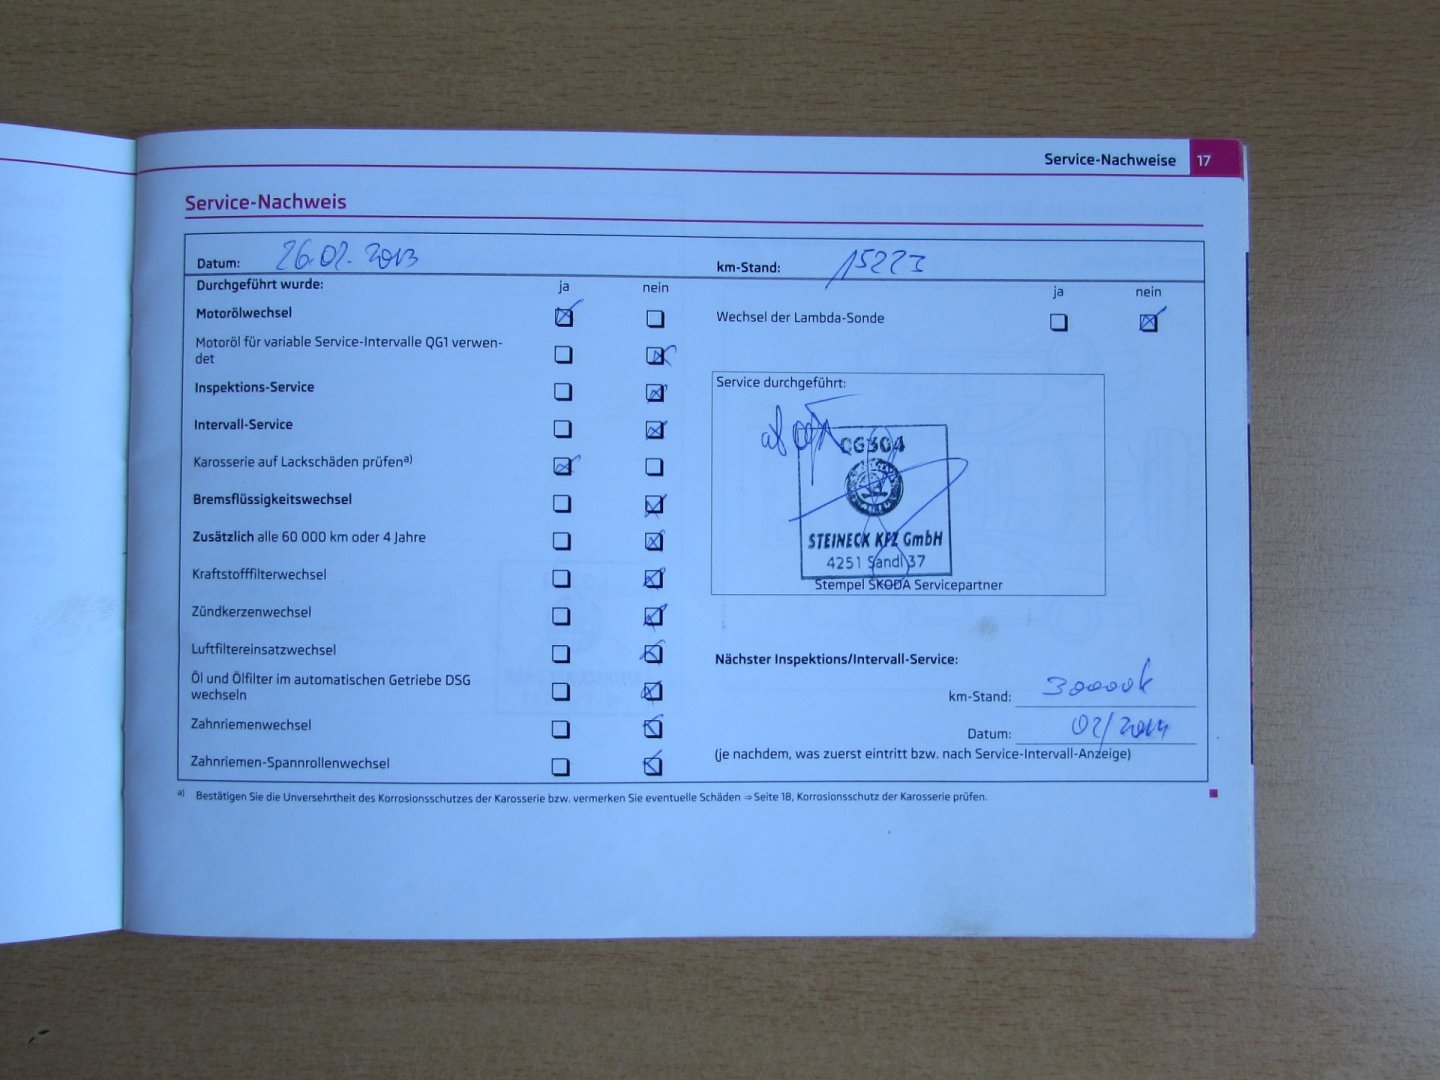 Service-Nachweise 17
Service-Nachweis
Datum: 26.02.2013
km-Stand: 15223
Durchgeführt wurde: ja nein
ja nein
Motorölwechsel
Wechsel der Lambda-Sonde
Motoröl für variable Service-Intervalle QG1 verwen-
det
Inspektions-Service
Intervall-Service
Karosserie auf Lackschäden prüfen a)
Bremsflüssigkeitswechsel
Zusätzlich alle 60 000 km oder 4 Jahre
Kraftstofffilterwechsel
Zündkerzenwechsel
Luftfiltereinsatzwechsel
Öl und Ölfilter im automatischen Getriebe DSG
wechseln
Zahnriemenwechsel
Zahnriemen-Spannrollenwechsel
Service durchgeführt:
STEINECK KFZ GmbH
4251 Sandl 37
Stempel ŠKODA Servicepartner
Nächster Inspektions/Intervall-Service:
km-Stand: 30000k
Datum: 02/2014
(je nachdem, was zuerst eintritt bzw. nach Service-Intervall-Anzeige)
a) Bestätigen Sie die Unversehrtheit des Korrosionsschutzes der Karosserie bzw. vermerken Sie eventuelle Schäden ⇒ Seite 18, Korrosionsschutz der Karosserie prüfen.